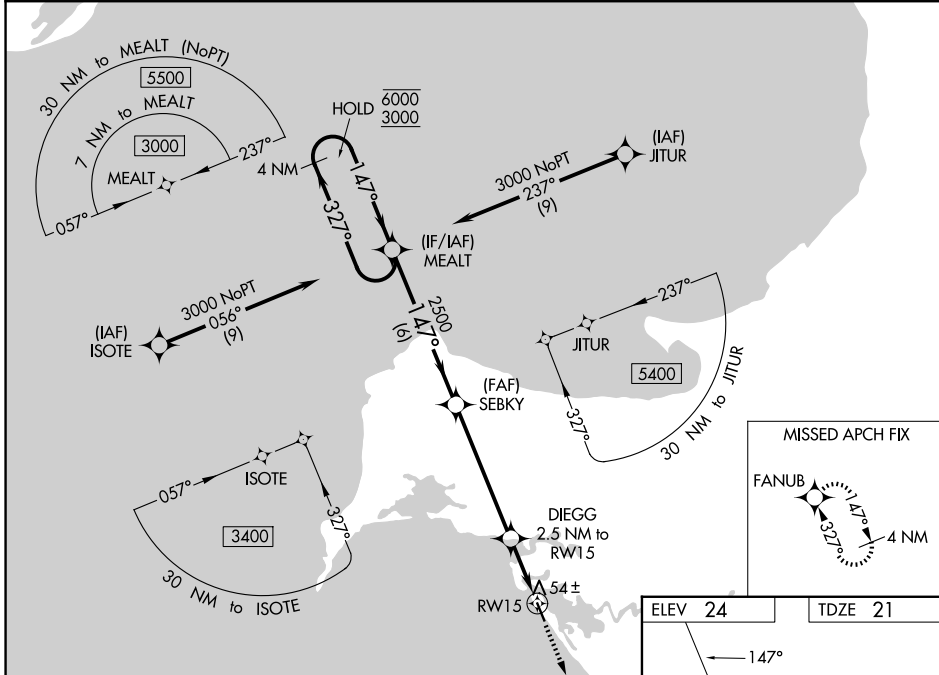 30 NM to MEALT (NoPT)
5500
7 NM to MEALT
3000
237°
MEALT
057°
HOLD
6000
3000
4 NM
147°
327°
(IF/IAF)
MEALT
(IAF)
JITUR
3000 NoPT
237°
(9)
3000 NoPT
056°
(9)
(IAF)
ISOTE
2500
147°
(6)
(FAF)
SEBKY
237°
JITUR
5400
327°
30 NM to JITUR
ISOTE
057°
327°
3400
30 NM to ISOTE
DIEGG
2.5 NM to
RW15
54±
RW15
MISSED APCH FIX
FANUB
147°
327°
4 NM
ELEV 24
TDZE 21
147°